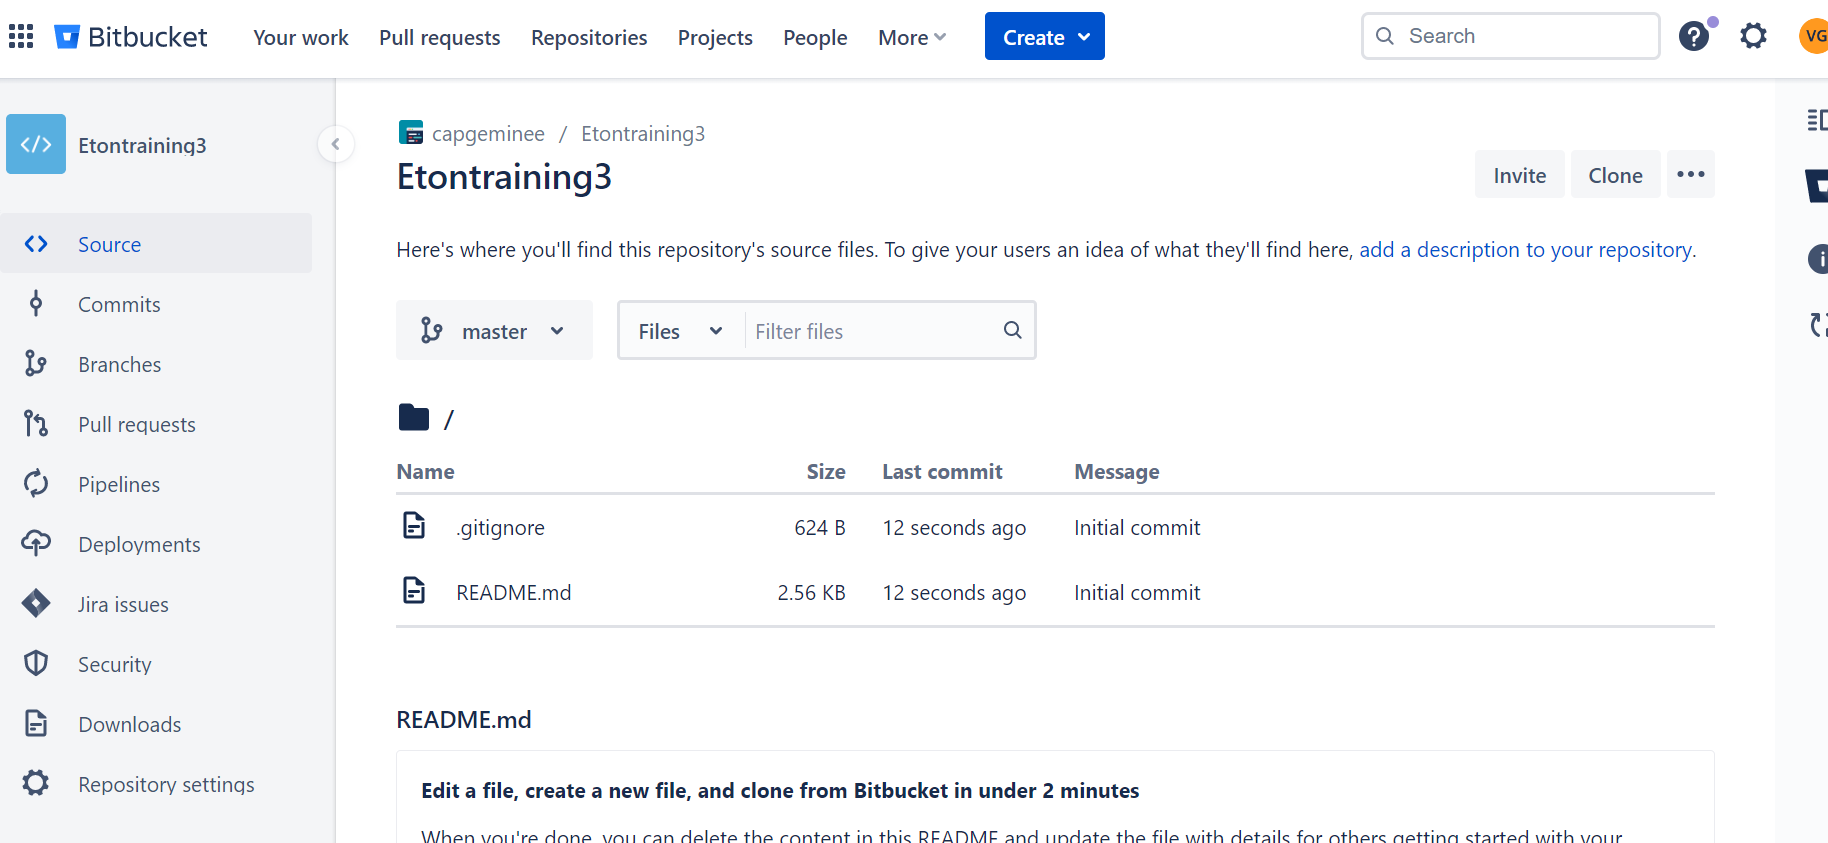 Bitbucket Your work Pull requests Repositories Projects People More Create Search ? VG
</> Etontraining3
Source
Commits
Branches
Pull requests
Pipelines
Deployments
Jira issues
Security
Downloads
Repository settings
capgeminee / Etontraining3
Etontraining3
Invite Clone
Here's where you'll find this repository's source files. To give your users an idea of what they'll find here, add a description to your repository.
master Files Filter files
/
Name Size Last commit Message
.gitignore 624 B 12 seconds ago Initial commit
README.md 2.56 KB 12 seconds ago Initial commit
README.md
Edit a file, create a new file, and clone from Bitbucket in under 2 minutes
When you're done, you can delete the content in this README and update the file with details for others getting started with your